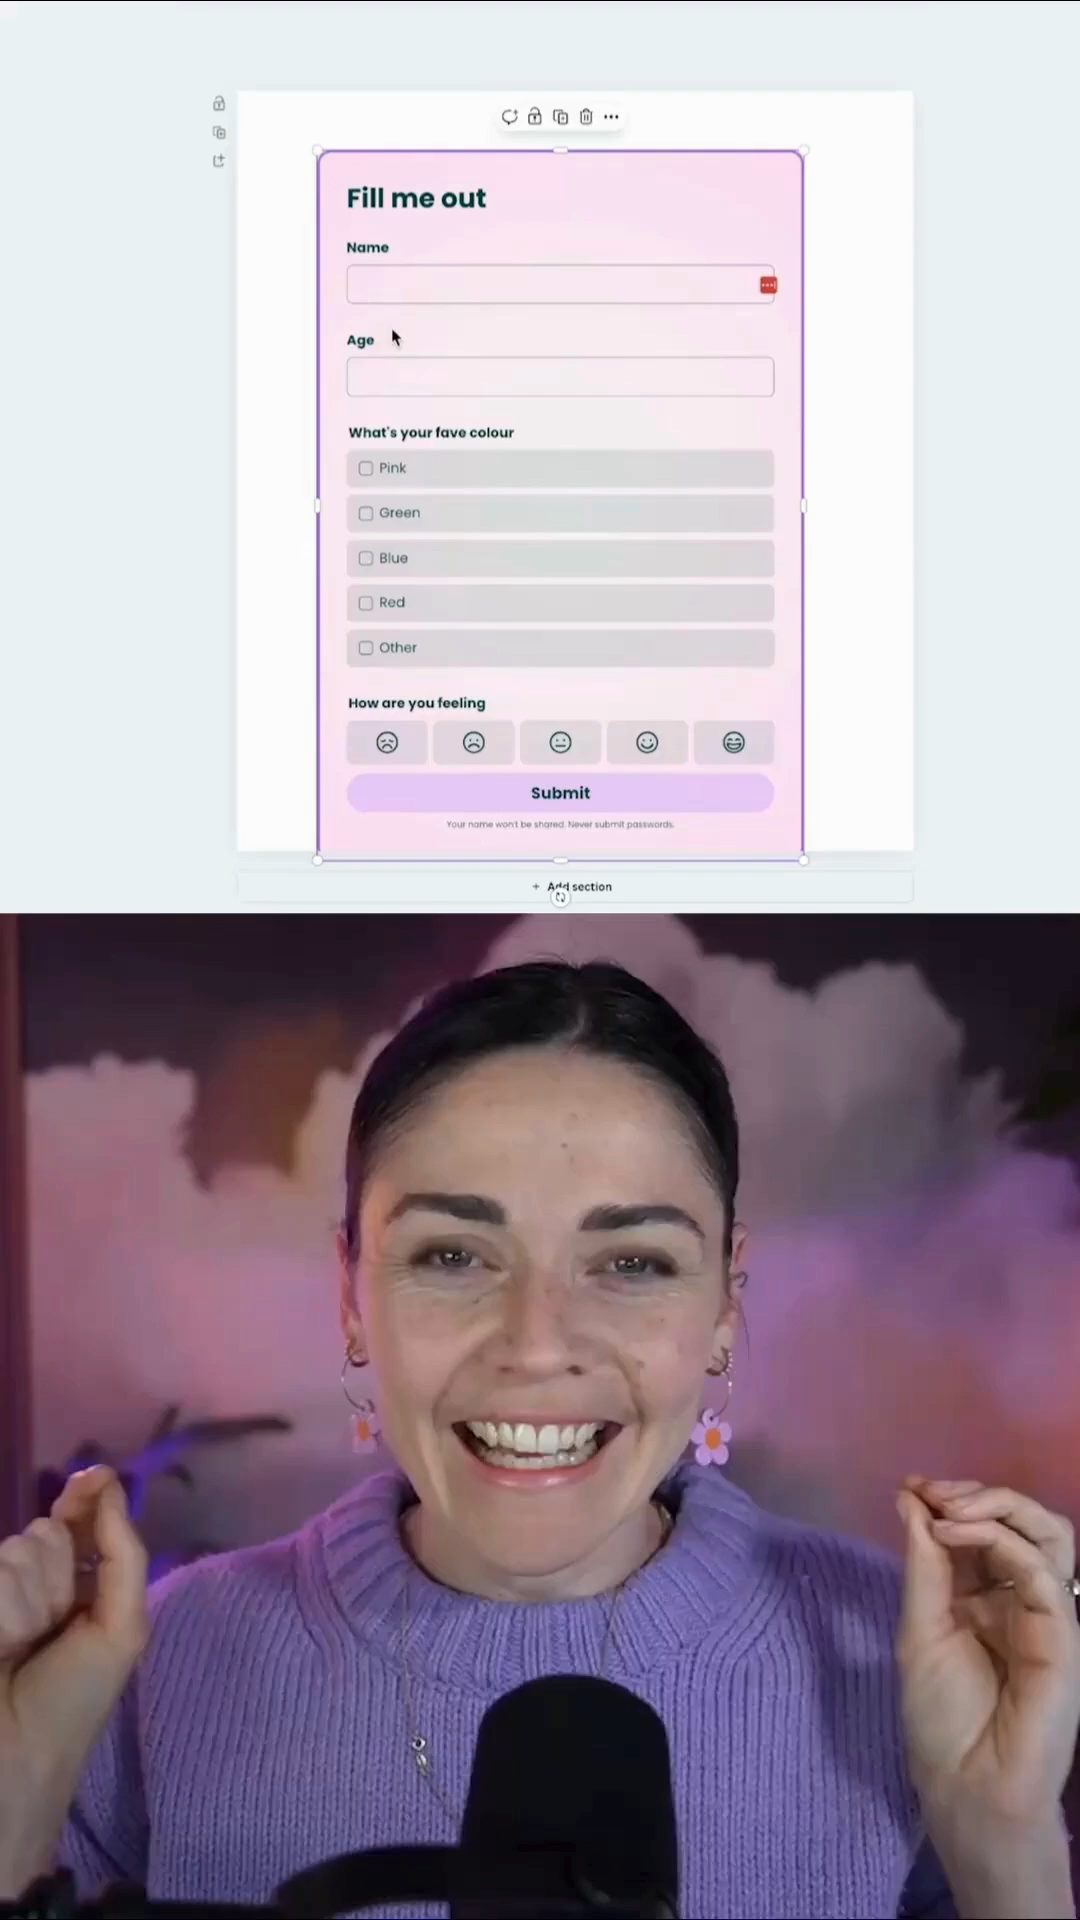 Fill me out
Name
Age
What's your fave colour
Pink
Green
Blue
Red
Other
How are you feeling
Submit
Your name won't be shared. Never submit passwords.
+ Add section